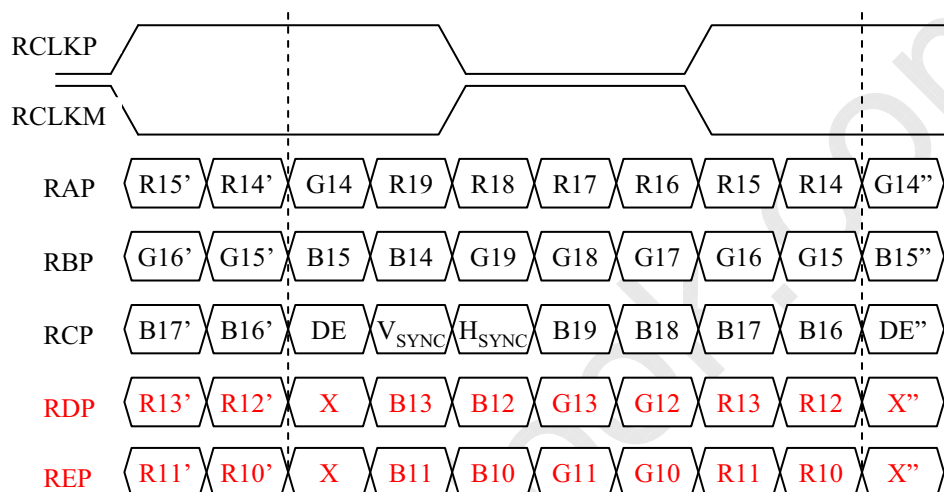 RCLKP
RCLKM
RAP R15’ R14’ G14 R19 R18 R17 R16 R15 R14 G14”
RBP G16’ G15’ B15 B14 G19 G18 G17 G16 G15 B15”
RCP B17’ B16’ DE VSYNC HSYNC B19 B18 B17 B16 DE”
RDP R13’ R12’ X B13 B12 G13 G12 R13 R12 X”
REP R11’ R10’ X B11 B10 G11 G10 R11 R10 X”